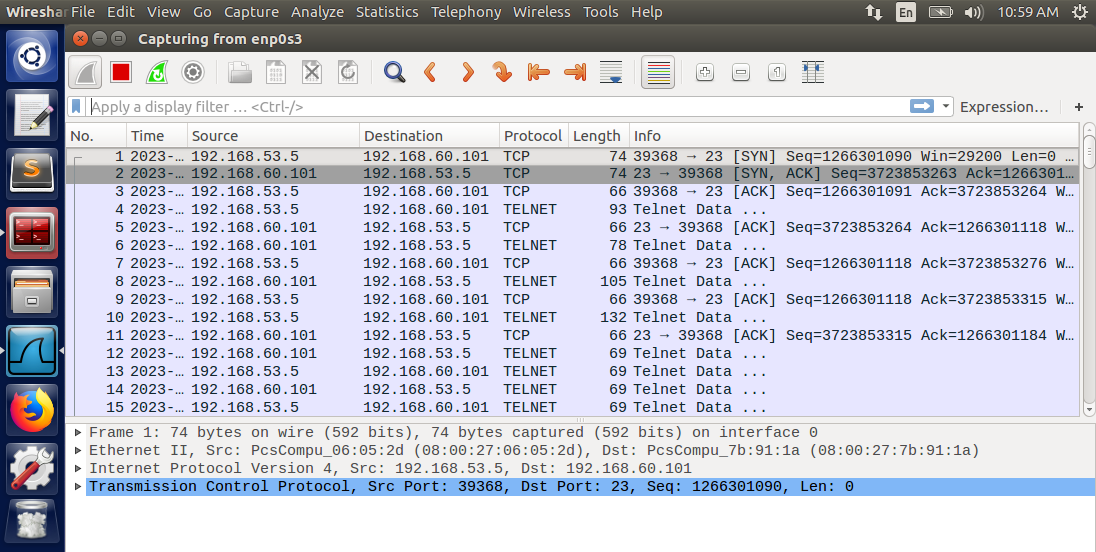 Wireshar File Edit View Go Capture Analyze Statistics Telephony Wireless Tools Help En 10:59 AM
Capturing from enp0s3
Apply a display filter … <Ctrl-/> Expression… +
No. Time Source Destination Protocol Length Info
1 2023-… 192.168.53.5 192.168.60.101 TCP 74 39368 → 23 [SYN] Seq=1266301090 Win=29200 Len=0 …
2 2023-… 192.168.60.101 192.168.53.5 TCP 74 23 → 39368 [SYN, ACK] Seq=3723853263 Ack=1266301…
3 2023-… 192.168.53.5 192.168.60.101 TCP 66 39368 → 23 [ACK] Seq=1266301091 Ack=3723853264 W…
4 2023-… 192.168.53.5 192.168.60.101 TELNET 93 Telnet Data ...
5 2023-… 192.168.60.101 192.168.53.5 TCP 66 23 → 39368 [ACK] Seq=3723853264 Ack=1266301118 W…
6 2023-… 192.168.60.101 192.168.53.5 TELNET 78 Telnet Data ...
7 2023-… 192.168.53.5 192.168.60.101 TCP 66 39368 → 23 [ACK] Seq=1266301118 Ack=3723853276 W…
8 2023-… 192.168.60.101 192.168.53.5 TELNET 105 Telnet Data ...
9 2023-… 192.168.53.5 192.168.60.101 TCP 66 39368 → 23 [ACK] Seq=1266301118 Ack=3723853315 W…
10 2023-… 192.168.53.5 192.168.60.101 TELNET 132 Telnet Data ...
11 2023-… 192.168.60.101 192.168.53.5 TCP 66 23 → 39368 [ACK] Seq=3723853315 Ack=1266301184 W…
12 2023-… 192.168.60.101 192.168.53.5 TELNET 69 Telnet Data ...
13 2023-… 192.168.53.5 192.168.60.101 TELNET 69 Telnet Data ...
14 2023-… 192.168.60.101 192.168.53.5 TELNET 69 Telnet Data ...
15 2023-… 192.168.53.5 192.168.60.101 TELNET 69 Telnet Data ...
Frame 1: 74 bytes on wire (592 bits), 74 bytes captured (592 bits) on interface 0
Ethernet II, Src: PcsCompu_06:05:2d (08:00:27:06:05:2d), Dst: PcsCompu_7b:91:1a (08:00:27:7b:91:1a)
Internet Protocol Version 4, Src: 192.168.53.5, Dst: 192.168.60.101
Transmission Control Protocol, Src Port: 39368, Dst Port: 23, Seq: 1266301090, Len: 0